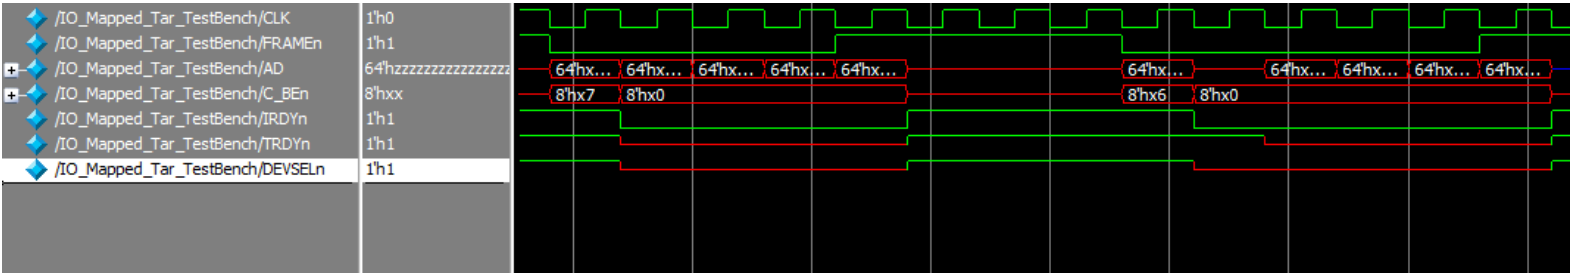 /IO_Mapped_Tar_TestBench/CLK 1'h0
/IO_Mapped_Tar_TestBench/FRAMEn 1'h1
/IO_Mapped_Tar_TestBench/AD 64'hzzzzzzzzzzzzzzzz 64'hx... 64'hx... 64'hx... 64'hx... 64'hx... 64'hx... 64'hx... 64'hx... 64'hx... 64'hx...
/IO_Mapped_Tar_TestBench/C_BEn 8'hxx 8'hx7 8'hx0 8'hx6 8'hx0
/IO_Mapped_Tar_TestBench/IRDYn 1'h1
/IO_Mapped_Tar_TestBench/TRDYn 1'h1
/IO_Mapped_Tar_TestBench/DEVSELn 1'h1